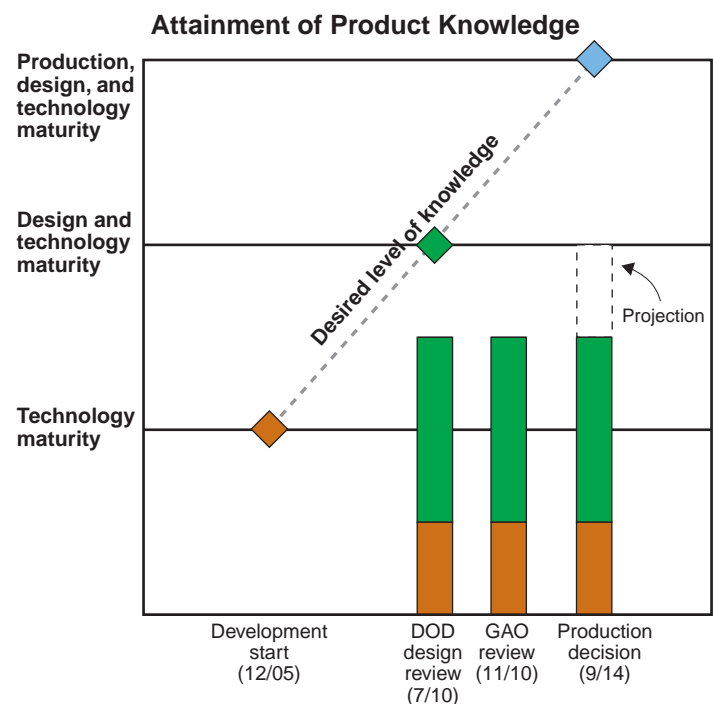 Attainment of Product Knowledge
Production,
design, and
technology
maturity
Design and
technology
maturity
Technology
maturity
Desired level of knowledge
Projection
Development
start
(12/05)
DOD
design
review
(7/10)
GAO
review
(11/10)
Production
decision
(9/14)